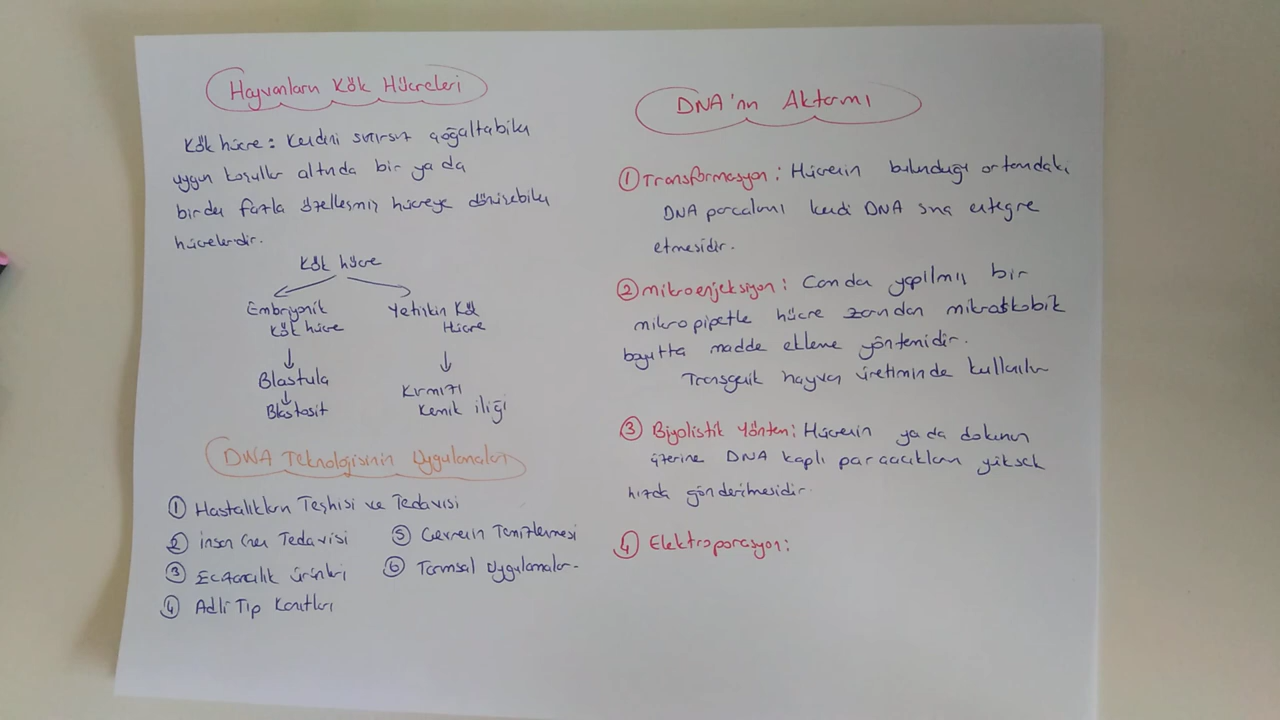 Hayvanların Kök Hücreleri
Kök hücre: Kendini sınırsız çoğaltabilen
uygun koşullar altında bir ya da
birden fazla özelleşmiş hücreye dönüşebilen
hücrelerdir.
Kök hücre
Embriyonik
Kök hücre
Yetişkin Kök
Hücre
Blastula
Blastosist
Kırmızı
Kemik iliği
DNA Teknolojisinin Uygulamaları
① Hastalıkların Teşhisi ve Tedavisi
② insan Gen Tedavisi
③ Eczacılık ürünleri
④ Adli Tıp Kanıtları
⑤ Çevrenin Temizlenmesi
⑥ Tarımsal Uygulamalar.
DNA'nın Aktarımı
① Transformasyon: Hücrenin bulunduğu ortamdaki
DNA parçalarını kendi DNA sına entegre
etmesidir.
② mikroenjeksiyon: Camdan yapılmış bir
mikropipetle hücre zarından mikroskobik
boyutta madde ekleme yöntemidir.
Transgenik hayvan üretiminde kullanılır
③ Biyolistik Yöntem: Hücrenin ya da dokunun
üzerine DNA kaplı parçacıkların yüksek
hızda gönderilmesidir.
④ Elektroporasyon: